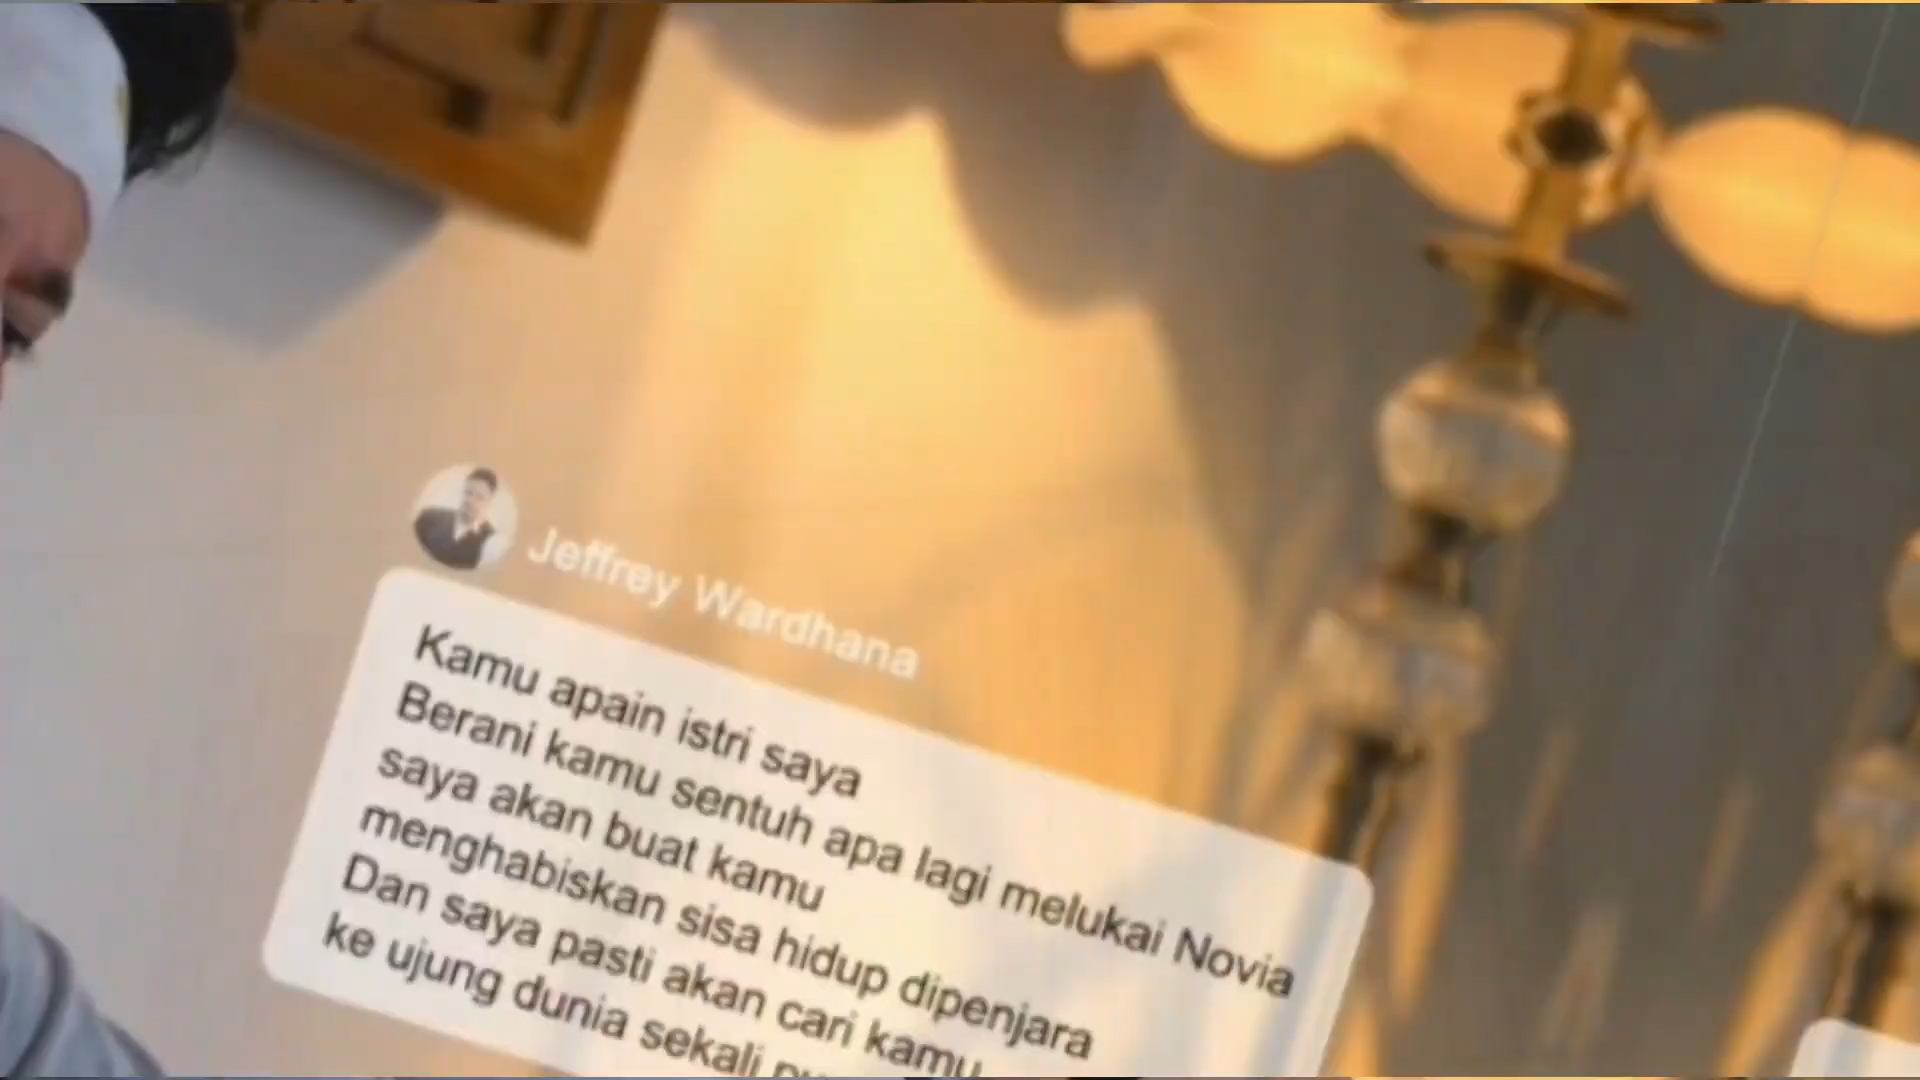 Jeffrey Wardhana
Kamu apain istri saya
Berani kamu sentuh apa lagi melukai Novia
saya akan buat kamu
menghabiskan sisa hidup dipenjara
Dan saya pasti akan cari kamu
ke ujung dunia sekali